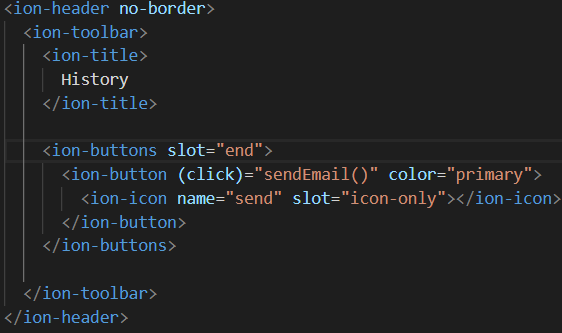 <ion-header no-border>
<ion-toolbar>
<ion-title>
History
</ion-title>
<ion-buttons slot="end">
<ion-button (click)="sendEmail()" color="primary">
<ion-icon name="send" slot="icon-only"></ion-icon>
</ion-button>
</ion-buttons>
</ion-toolbar>
</ion-header>